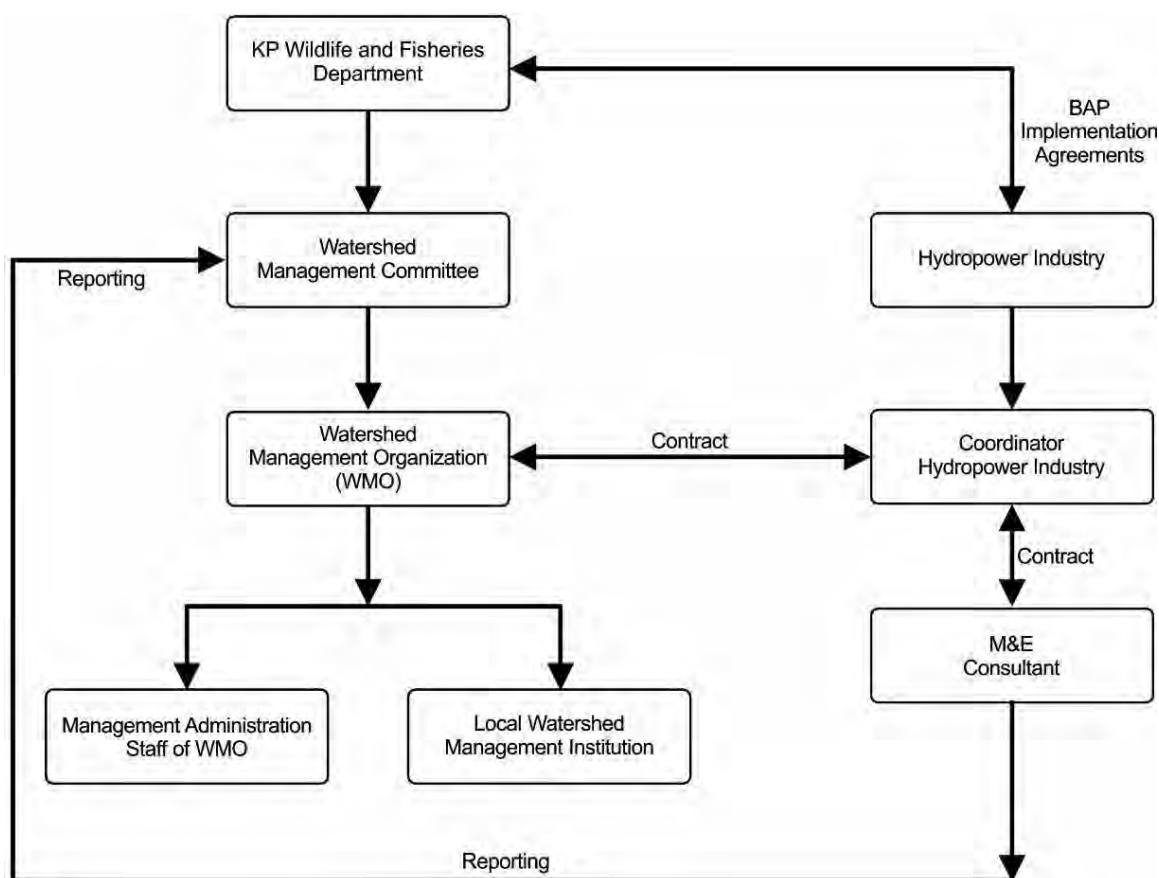 KP Wildlife and Fisheries
Department
BAP
Implementation
Agreements
Watershed
Management Committee
Hydropower Industry
Reporting
Watershed
Management Organization
(WMO)
Contract
Coordinator
Hydropower Industry
Contract
M&E
Consultant
Management Administration
Staff of WMO
Local Watershed
Management Institution
Reporting